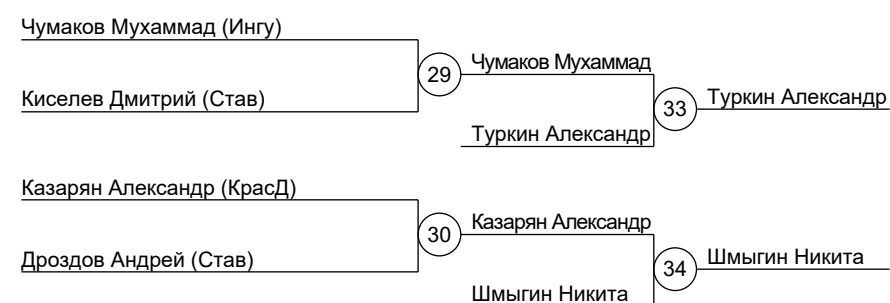 Чумаков Мухаммад (Ингу)
29
Чумаков Мухаммад
Киселев Дмитрий (Став)
33
Туркин Александр
Туркин Александр
Казарян Александр (КрасД)
30
Казарян Александр
Дроздов Андрей (Став)
34
Шмыгин Никита
Шмыгин Никита